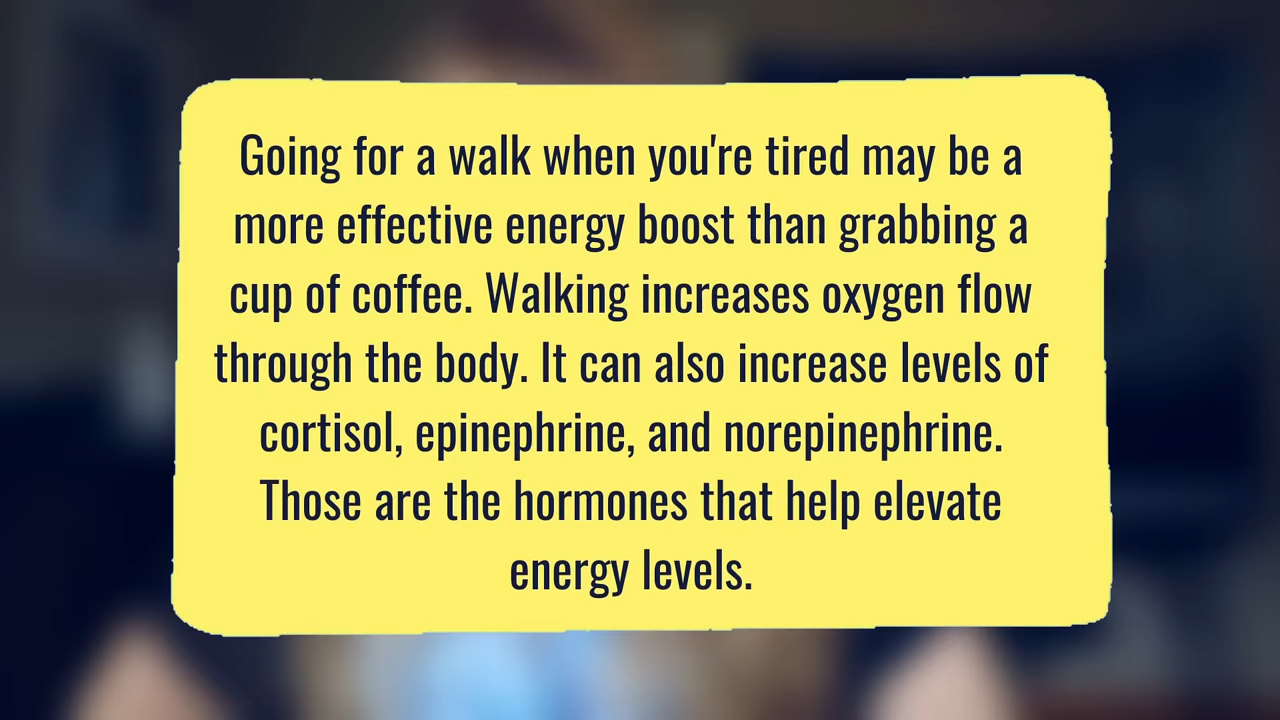 Going for a walk when you're tired may be a
more effective energy boost than grabbing a
cup of coffee. Walking increases oxygen flow
through the body. It can also increase levels of
cortisol, epinephrine, and norepinephrine.
Those are the hormones that help elevate
energy levels.